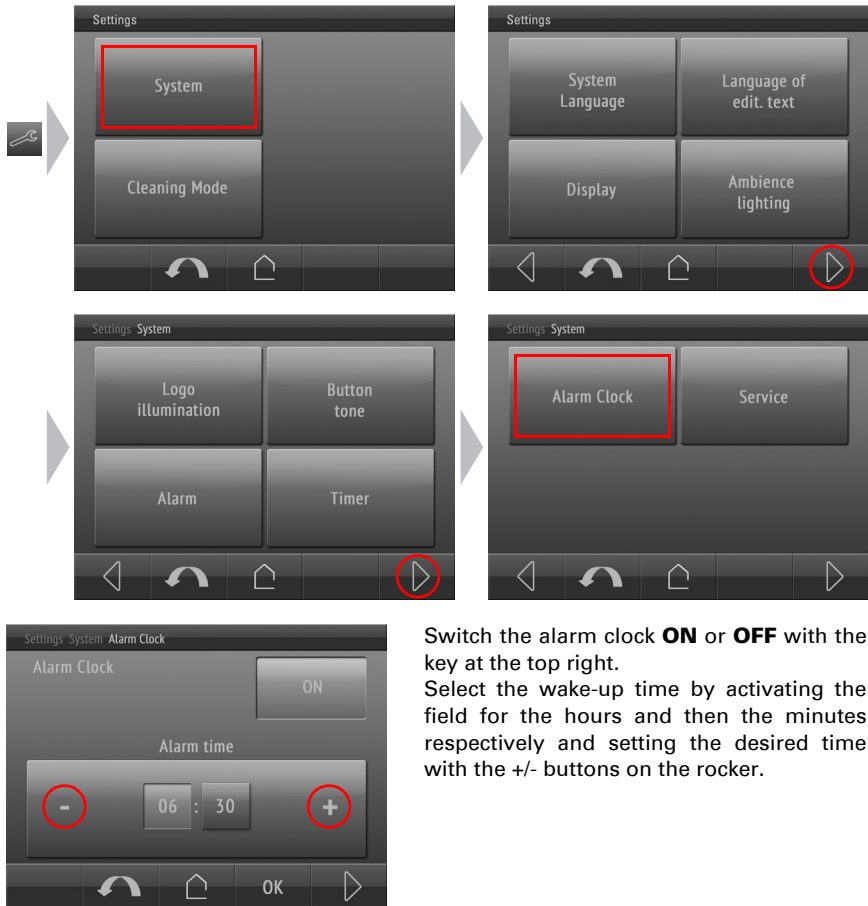 Settings
System
Cleaning Mode
Settings
System
Language
Language of
edit. text
Display
Ambience
lighting
Settings System
Logo
illumination
Button
tone
Alarm
Timer
Settings System
Alarm Clock
Service
Settings System Alarm Clock
Alarm Clock
ON
Alarm time
- 06 : 30 +
OK
Switch the alarm clock ON or OFF with the
key at the top right.
Select the wake-up time by activating the
field for the hours and then the minutes
respectively and setting the desired time
with the +/- buttons on the rocker.